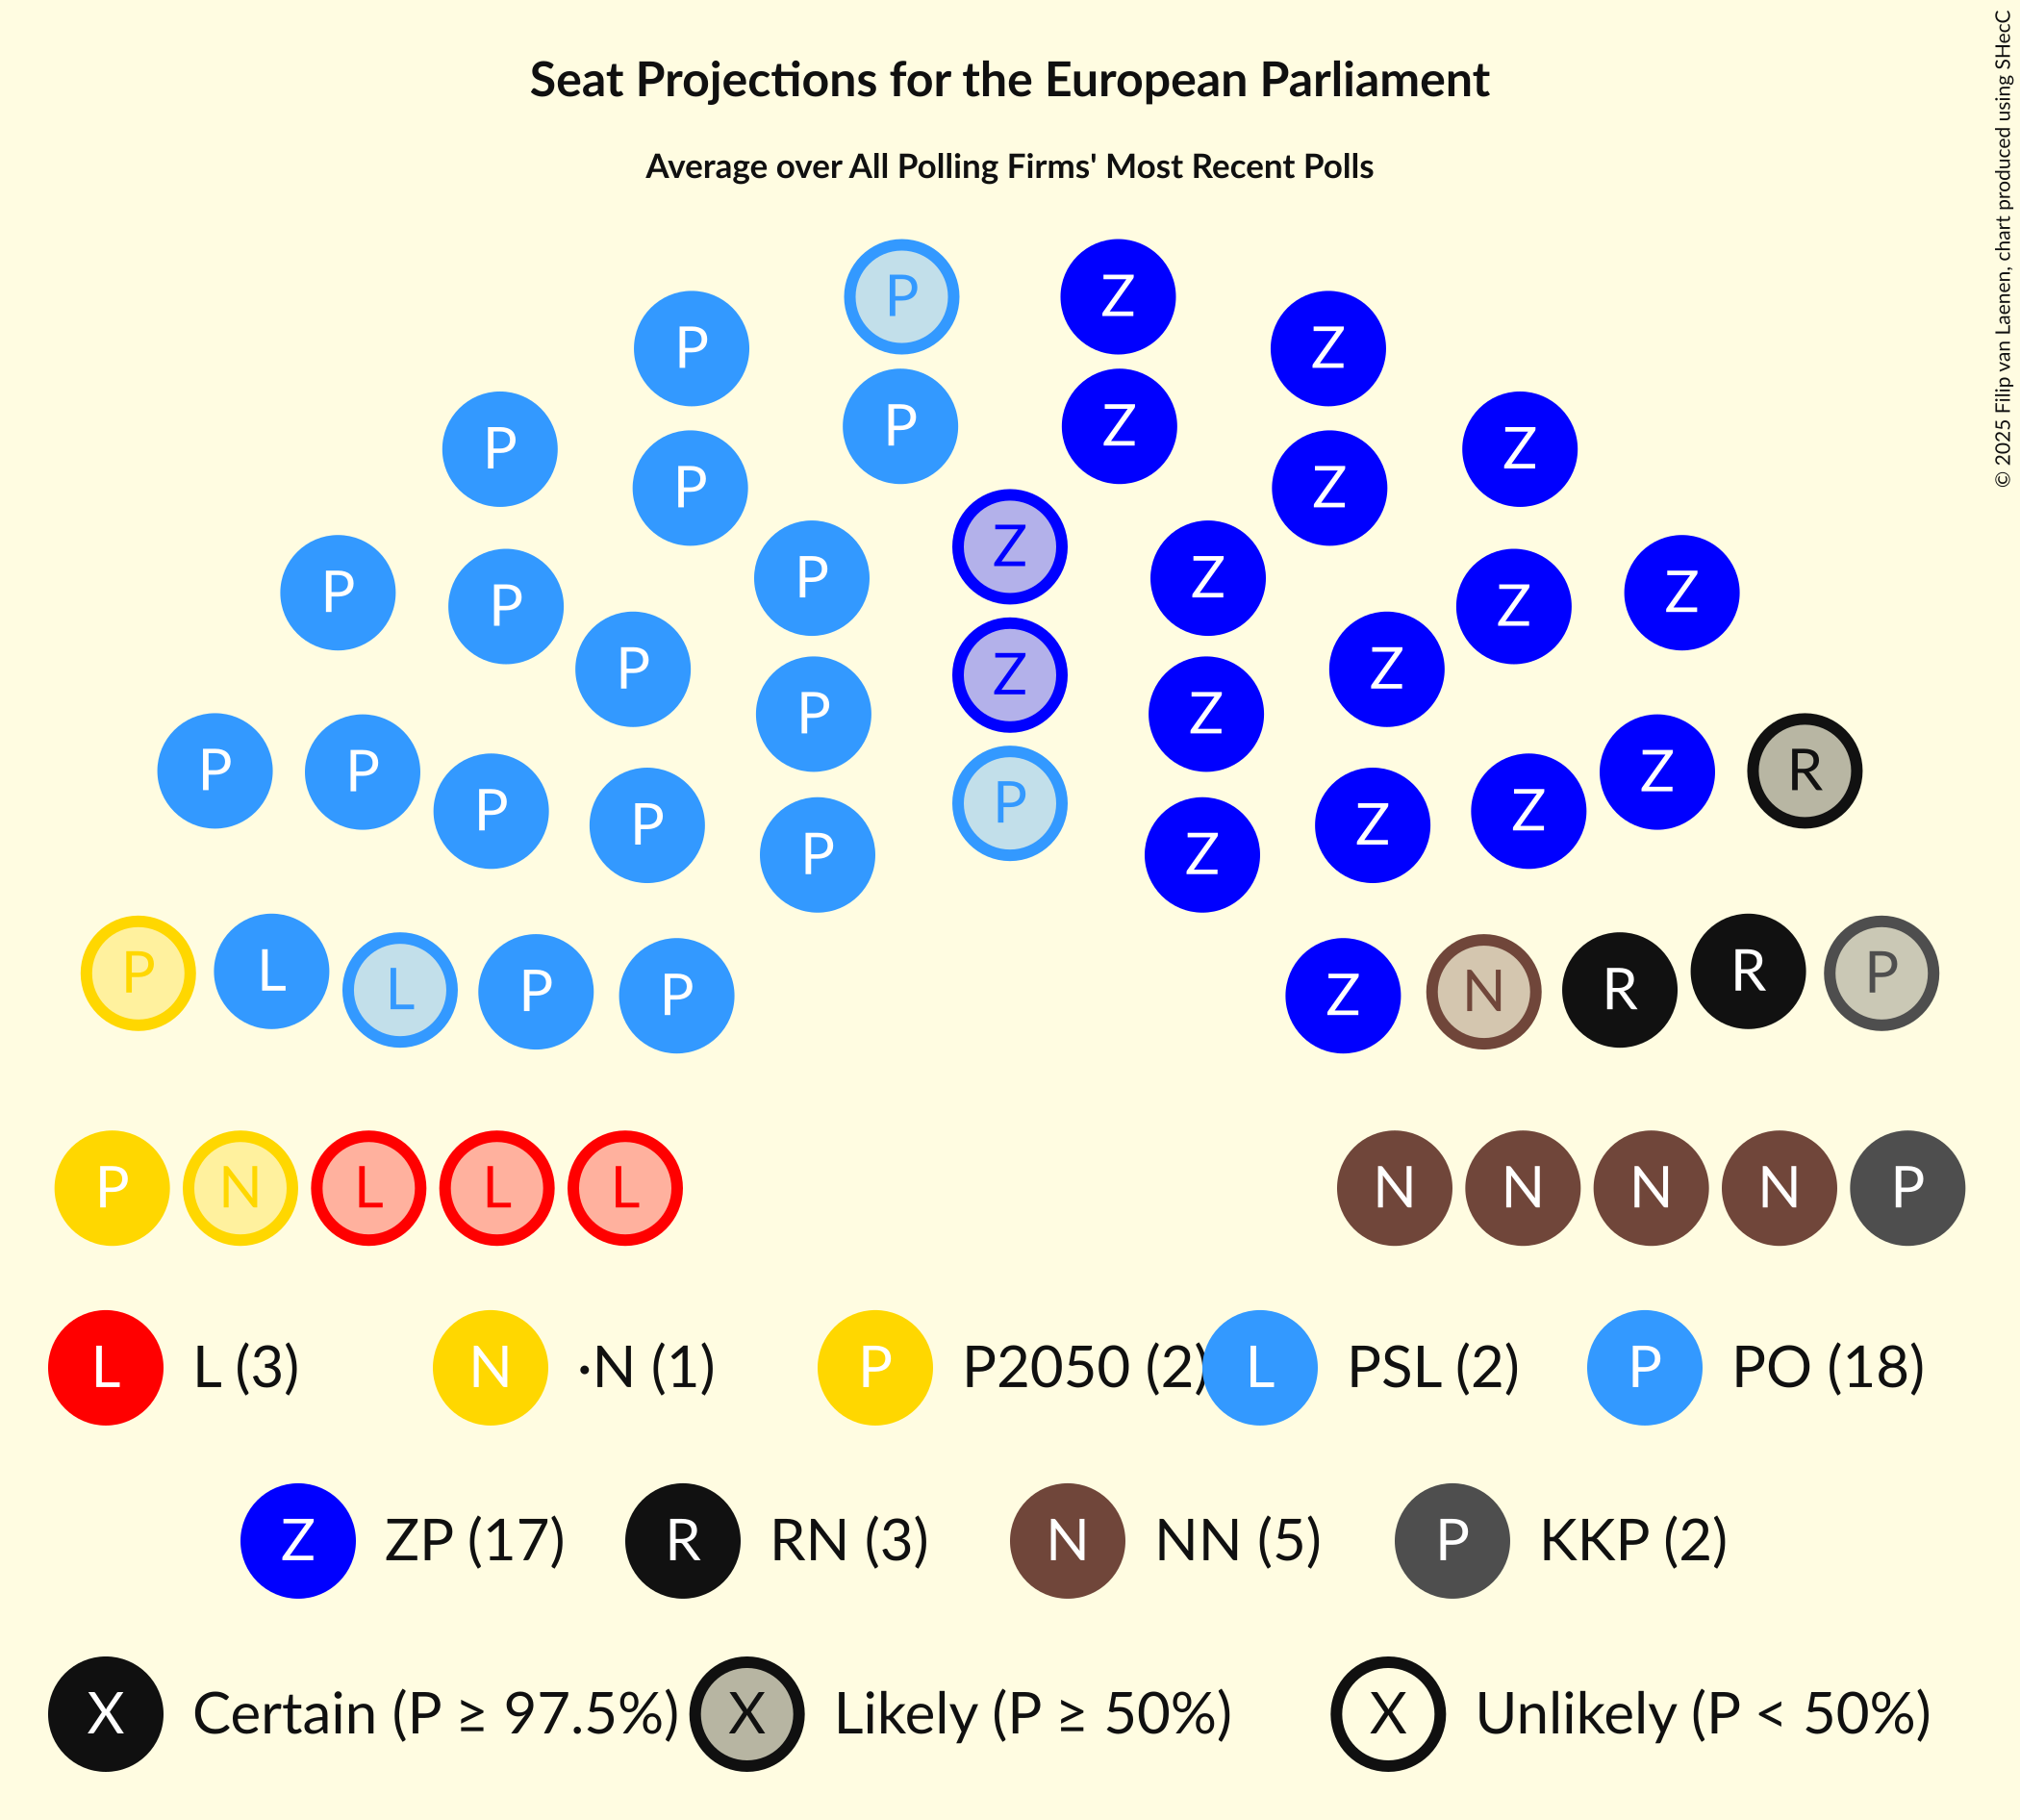 Seat Projections for the European Parliament
Average over All Polling Firms' Most Recent Polls
© 2025 Filip van Laenen, chart produced using SHecC
P Z
P Z
P P Z Z
P P Z Z
Z
P P Z Z
P P Z Z
P Z
P Z Z
P P P Z Z R
P P P Z Z Z
P Z
P L L P P Z N R R P
P N L L L N N N N P
L L (3) N ·N (1) P P2050 (2) L PSL (2) P PO (18)
Z ZP (17) R RN (3) N NN (5) P KKP (2)
X Certain (P ≥ 97.5%) X Likely (P ≥ 50%) X Unlikely (P < 50%)